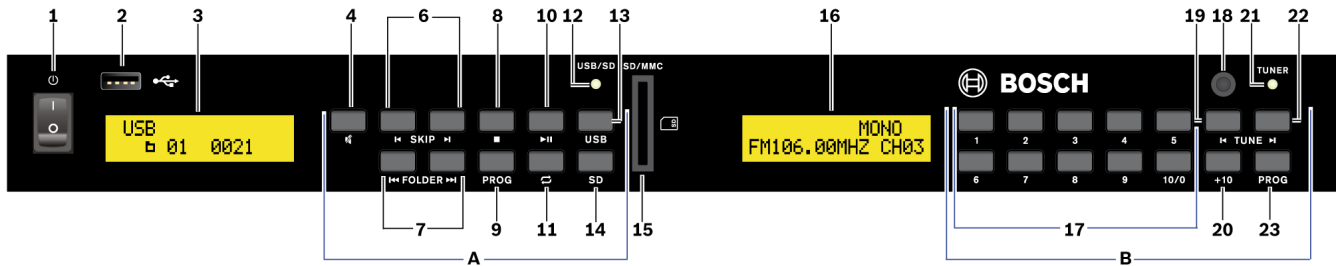 1 2 3 4 6 8 10 12 13 16 19 18 21 22
USB/SD SD/MMC TUNER
BOSCH
USB
01 0021
MONO
FM106.00MHZ CH03
SKIP USB 1 2 3 4 5 TUNE
FOLDER PROG SD 6 7 8 9 10/0 +10 PROG
SD
7 9 11 14 15 17 20 23
A B